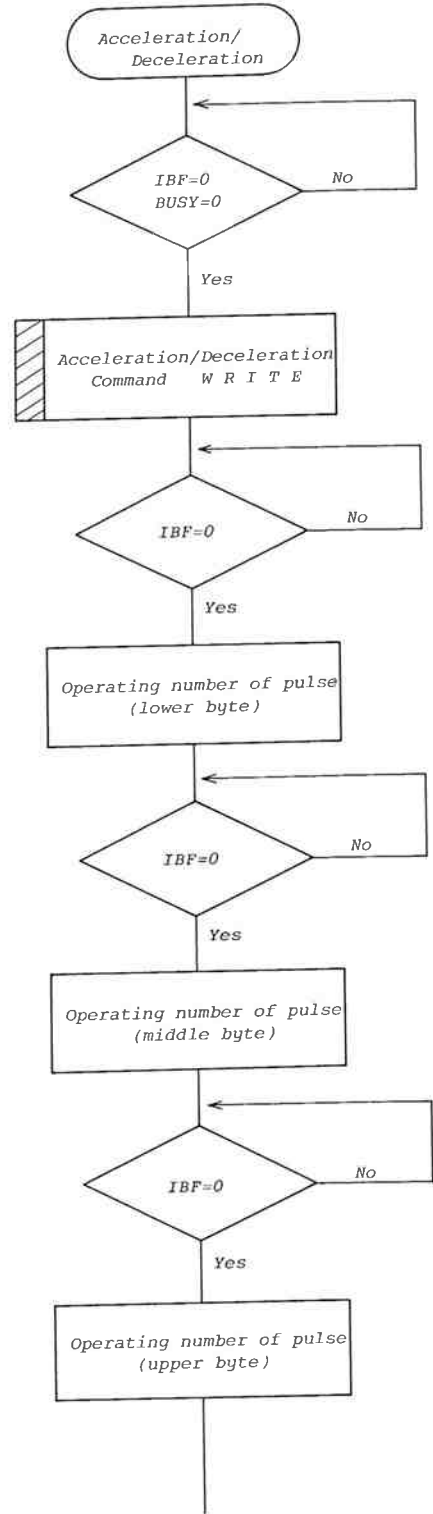 Acceleration/
Deceleration
IBF=0
BUSY=0
No
Yes
Acceleration/Deceleration
Command W R I T E
IBF=0
No
Yes
Operating number of pulse
(lower byte)
IBF=0
No
Yes
Operating number of pulse
(middle byte)
IBF=0
No
Yes
Operating number of pulse
(upper byte)